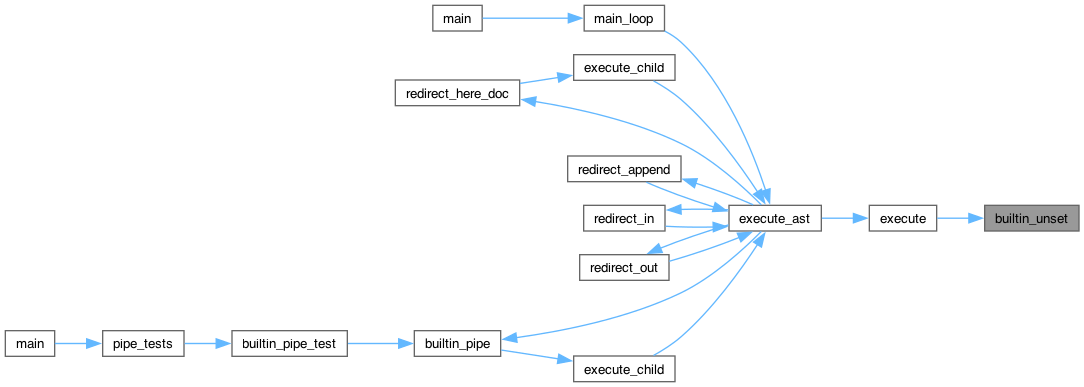 main
main_loop
execute_child
redirect_here_doc
redirect_append
redirect_in
execute_ast
execute
builtin_unset
redirect_out
main
pipe_tests
builtin_pipe_test
builtin_pipe
execute_child